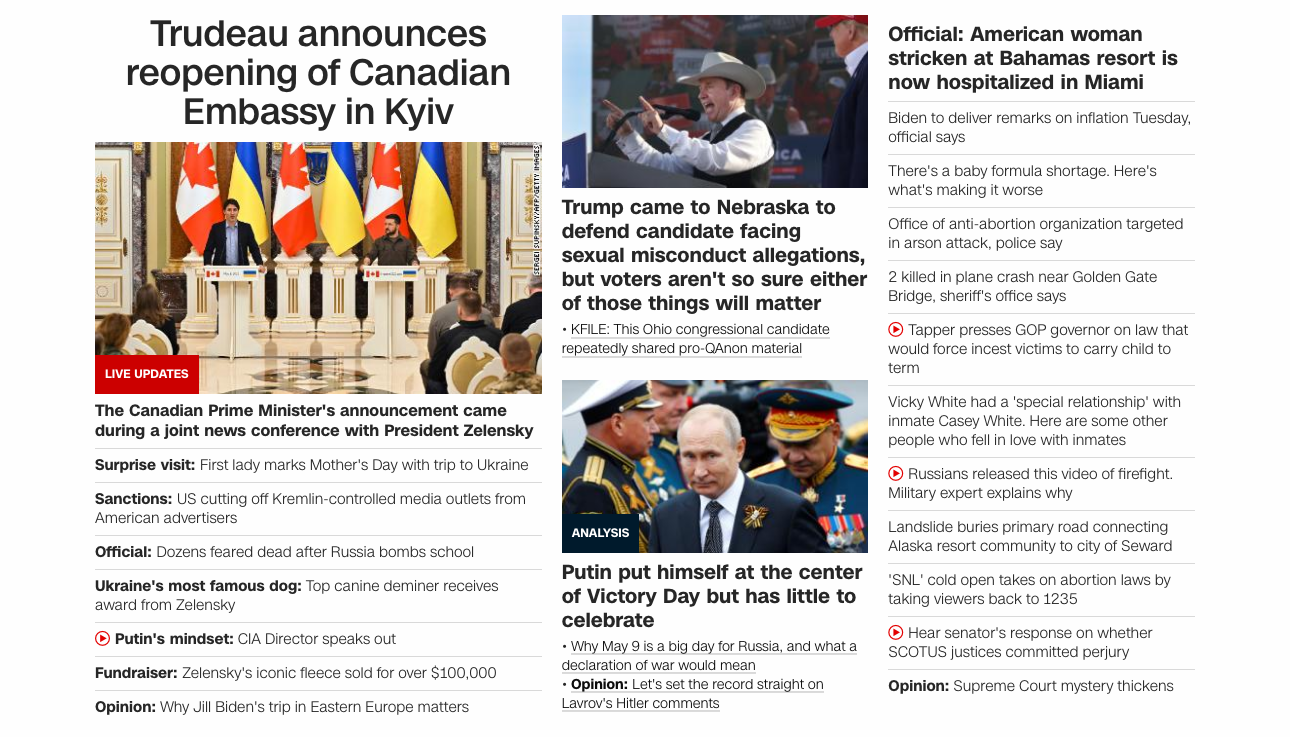 Trudeau announces
reopening of Canadian
Embassy in Kyiv
SERGEI SUPINSKY/AFP/GETTY IMAGES
LIVE UPDATES
The Canadian Prime Minister's announcement came
during a joint news conference with President Zelensky
Surprise visit: First lady marks Mother's Day with trip to Ukraine
Sanctions: US cutting off Kremlin-controlled media outlets from
American advertisers
Official: Dozens feared dead after Russia bombs school
Ukraine's most famous dog: Top canine deminer receives
award from Zelensky
Putin's mindset: CIA Director speaks out
Fundraiser: Zelensky's iconic fleece sold for over $100,000
Opinion: Why Jill Biden's trip in Eastern Europe matters
Trump came to Nebraska to
defend candidate facing
sexual misconduct allegations,
but voters aren't so sure either
of those things will matter
• KFILE: This Ohio congressional candidate
repeatedly shared pro-QAnon material
ANALYSIS
Putin put himself at the center
of Victory Day but has little to
celebrate
• Why May 9 is a big day for Russia, and what a
declaration of war would mean
• Opinion: Let's set the record straight on
Lavrov's Hitler comments
Official: American woman
stricken at Bahamas resort is
now hospitalized in Miami
Biden to deliver remarks on inflation Tuesday,
official says
There's a baby formula shortage. Here's
what's making it worse
Office of anti-abortion organization targeted
in arson attack, police say
2 killed in plane crash near Golden Gate
Bridge, sheriff's office says
Tapper presses GOP governor on law that
would force incest victims to carry child to
term
Vicky White had a 'special relationship' with
inmate Casey White. Here are some other
people who fell in love with inmates
Russians released this video of firefight.
Military expert explains why
Landslide buries primary road connecting
Alaska resort community to city of Seward
'SNL' cold open takes on abortion laws by
taking viewers back to 1235
Hear senator's response on whether
SCOTUS justices committed perjury
Opinion: Supreme Court mystery thickens